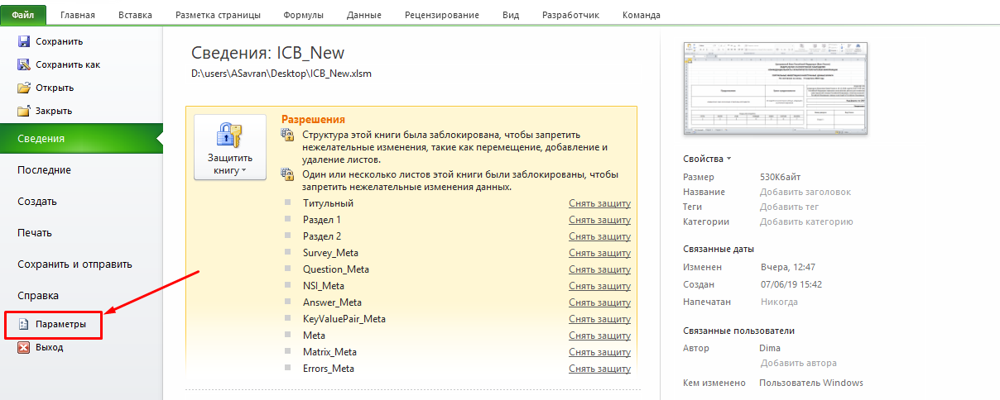 Файл Главная Вставка Разметка страницы Формулы Данные Рецензирование Вид Разработчик Команда
Сохранить
Сохранить как
Открыть
Закрыть
Сведения
Последние
Создать
Печать
Сохранить и отправить
Справка
Параметры
Выход
Сведения: ICB_New
D:\users\ASavran\Desktop\ICB_New.xlsm
Защитить
книгу
Разрешения
Структура этой книги была заблокирована, чтобы запретить
нежелательные изменения, такие как перемещение, добавление и
удаление листов.
Один или несколько листов этой книги были заблокированы, чтобы
запретить нежелательные изменения данных.
Титульный Снять защиту
Раздел 1 Снять защиту
Раздел 2 Снять защиту
Survey_Meta Снять защиту
Question_Meta Снять защиту
NSI_Meta Снять защиту
Answer_Meta Снять защиту
KeyValuePair_Meta Снять защиту
Meta Снять защиту
Matrix_Meta Снять защиту
Errors_Meta Снять защиту
Свойства
Размер 530Кбайт
Название Добавить заголовок
Теги Добавить тег
Категории Добавить категорию
Связанные даты
Изменен Вчера, 12:47
Создан 07/06/19 15:42
Напечатан Никогда
Связанные пользователи
Автор Dima
Добавить автора
Кем изменено Пользователь Windows